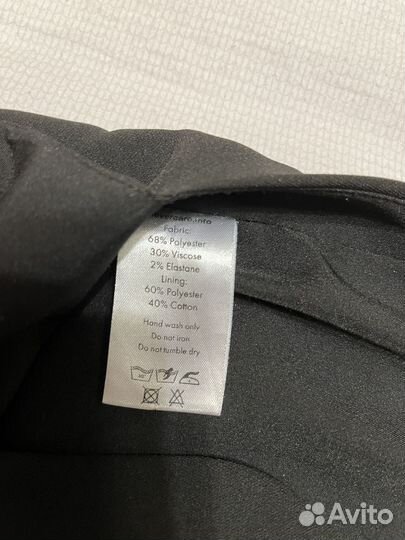 Fabric:
68% Polyester
30% Viscose
2% Elastane
Lining:
60% Polyester
40% Cotton
Hand wash only
Do not iron
Do not tumble dry
Avito